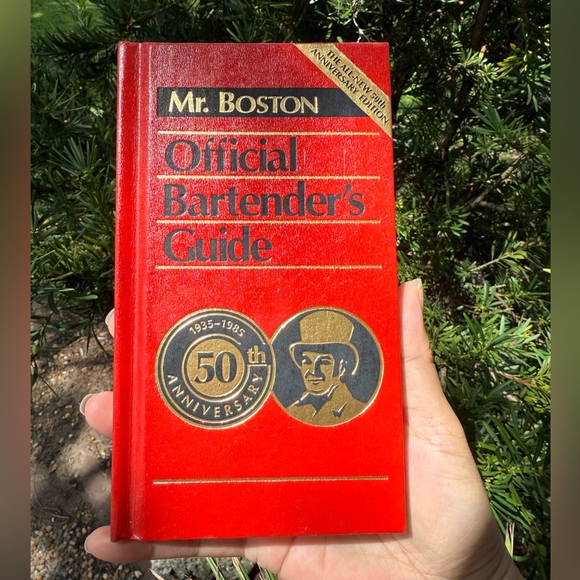 THE ALL-NEW 50th
ANNIVERSARY EDITION
Mr. BOSTON
Official
Bartender's
Guide
1935-1985
50th
ANNIVERSARY